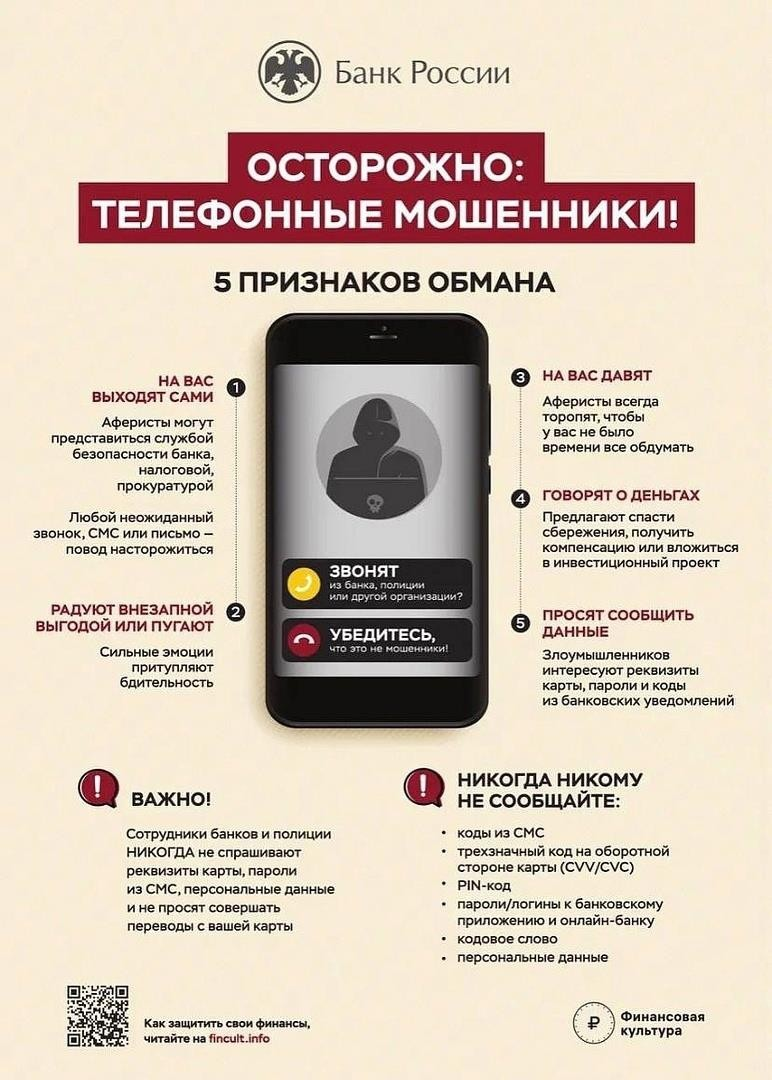 Банк России
ОСТОРОЖНО:
ТЕЛЕФОННЫЕ МОШЕННИКИ!
5 ПРИЗНАКОВ ОБМАНА
НА ВАС
ВЫХОДЯТ САМИ
1
Аферисты могут
представиться службой
безопасности банка,
налоговой,
прокуратурой
Любой неожиданный
звонок, СМС или письмо —
повод насторожиться
РАДУЮТ ВНЕЗАПНОЙ
ВЫГОДОЙ ИЛИ ПУГАЮТ
2
Сильные эмоции
притупляют
бдительность
ЗВОНЯТ
из банка, полиции
или другой организации?
УБЕДИТЕСЬ,
что это не мошенники!
3
НА ВАС ДАВЯТ
Аферисты всегда
торопят, чтобы
у вас не было
времени все обдумать
4
ГОВОРЯТ О ДЕНЬГАХ
Предлагают спасти
сбережения, получить
компенсацию или вложиться
в инвестиционный проект
5
ПРОСЯТ СООБЩИТЬ
ДАННЫЕ
Злоумышленников
интересуют реквизиты
карты, пароли и коды
из банковских уведомлений
!
ВАЖНО!
Сотрудники банков и полиции
НИКОГДА не спрашивают
реквизиты карты, пароли
из СМС, персональные данные
и не просят совершать
переводы с вашей карты
!
НИКОГДА НИКОМУ
НЕ СООБЩАЙТЕ:
• коды из СМС
• трехзначный код на оборотной
стороне карты (CVV/CVC)
• PIN-код
• пароли/логины к банковскому
приложению и онлайн-банку
• кодовое слово
• персональные данные
Как защитить свои финансы,
читайте на fincult.info
₽
Финансовая
культура